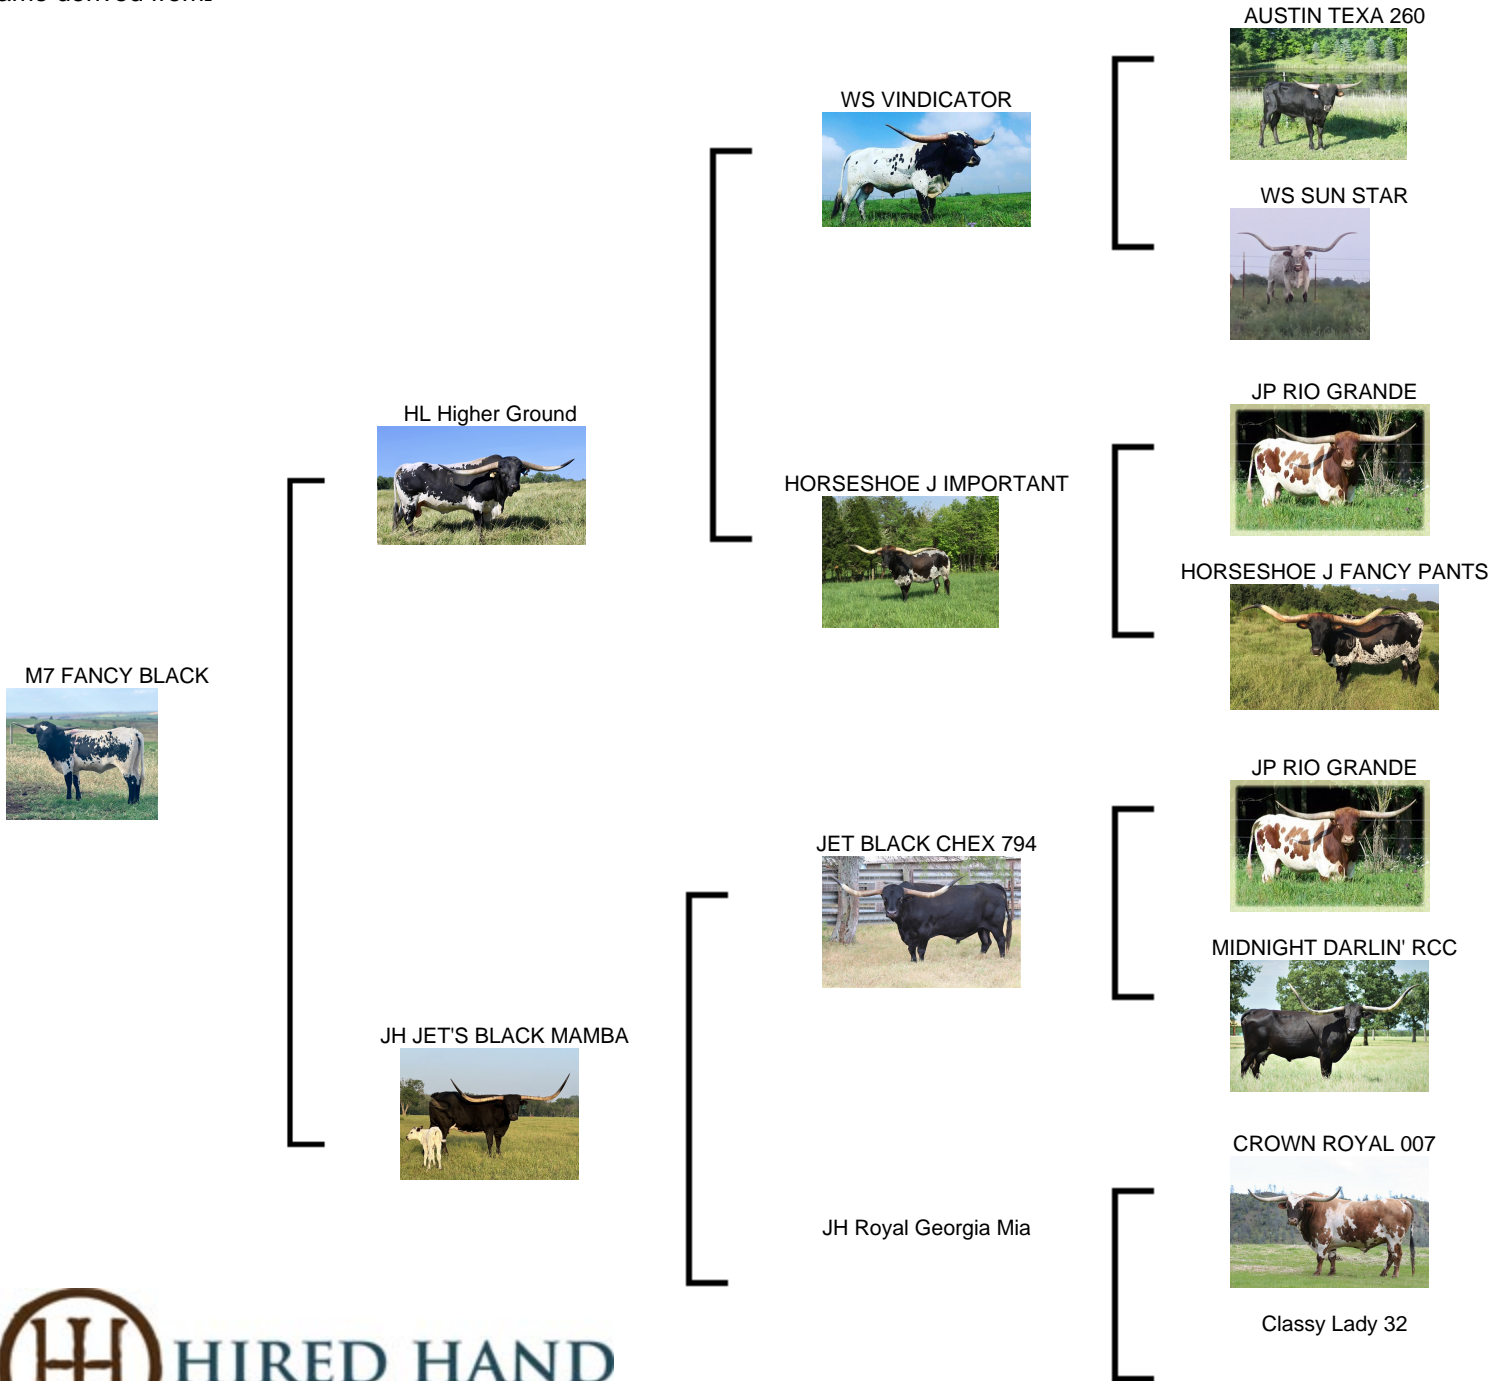 AUSTIN TEXA 260
WS VINDICATOR
WS SUN STAR
JP RIO GRANDE
HL Higher Ground
HORSESHOE J IMPORTANT
HORSESHOE J FANCY PANTS
M7 FANCY BLACK
JP RIO GRANDE
JET BLACK CHEX 794
MIDNIGHT DARLIN' RCC
JH JET'S BLACK MAMBA
CROWN ROYAL 007
JH Royal Georgia Mia
Classy Lady 32
HIRED HAND